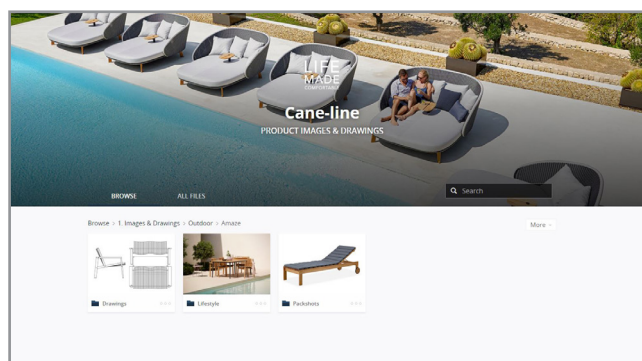 LIFE
MADE
COMFORTABLE
Cane-line
PRODUCT IMAGES & DRAWINGS
BROWSE
ALL FILES
Search
Browse > 1. Images & Drawings > Outdoor > Amaze
More
Drawings
Lifestyle
Packshots